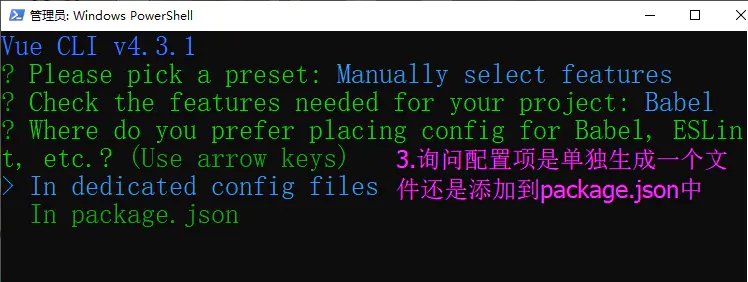 管理员: Windows PowerShell
Vue CLI v4.3.1
? Please pick a preset: Manually select features
? Check the features needed for your project: Babel
? Where do you prefer placing config for Babel, ESLin
t, etc.? (Use arrow keys)
3.询问配置项是单独生成一个文
> In dedicated config files
件还是添加到package.json中
In package.json